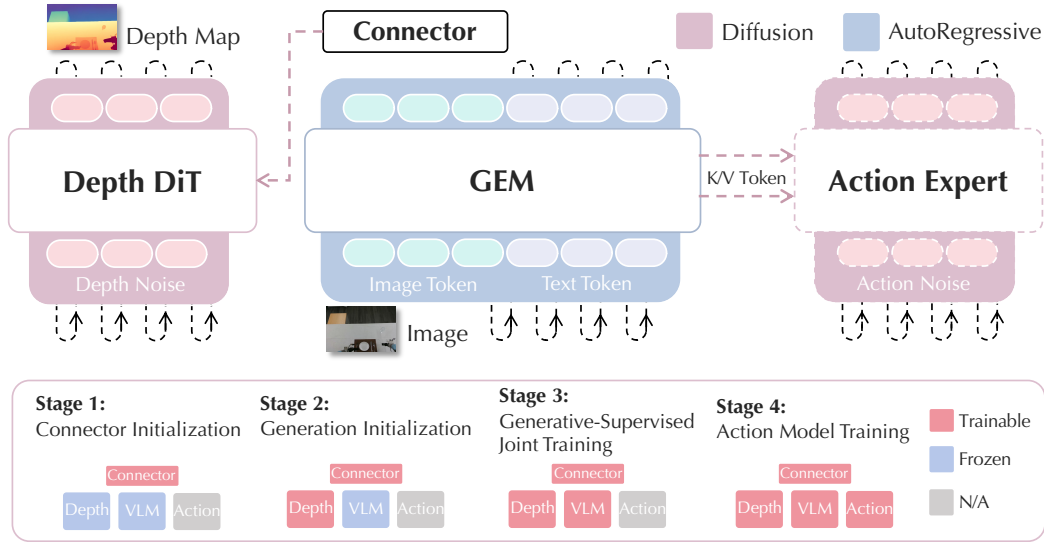 Depth Map
Connector
Diffusion
AutoRegressive
Depth DiT
GEM
K/V Token
Action Expert
Depth Noise
Image Token
Text Token
Action Noise
Image
Stage 1:
Connector Initialization
Connector
Depth
VLM
Action
Stage 2:
Generation Initialization
Connector
Depth
VLM
Action
Stage 3:
Generative-Supervised
Joint Training
Connector
Depth
VLM
Action
Stage 4:
Action Model Training
Connector
Depth
VLM
Action
Trainable
Frozen
N/A